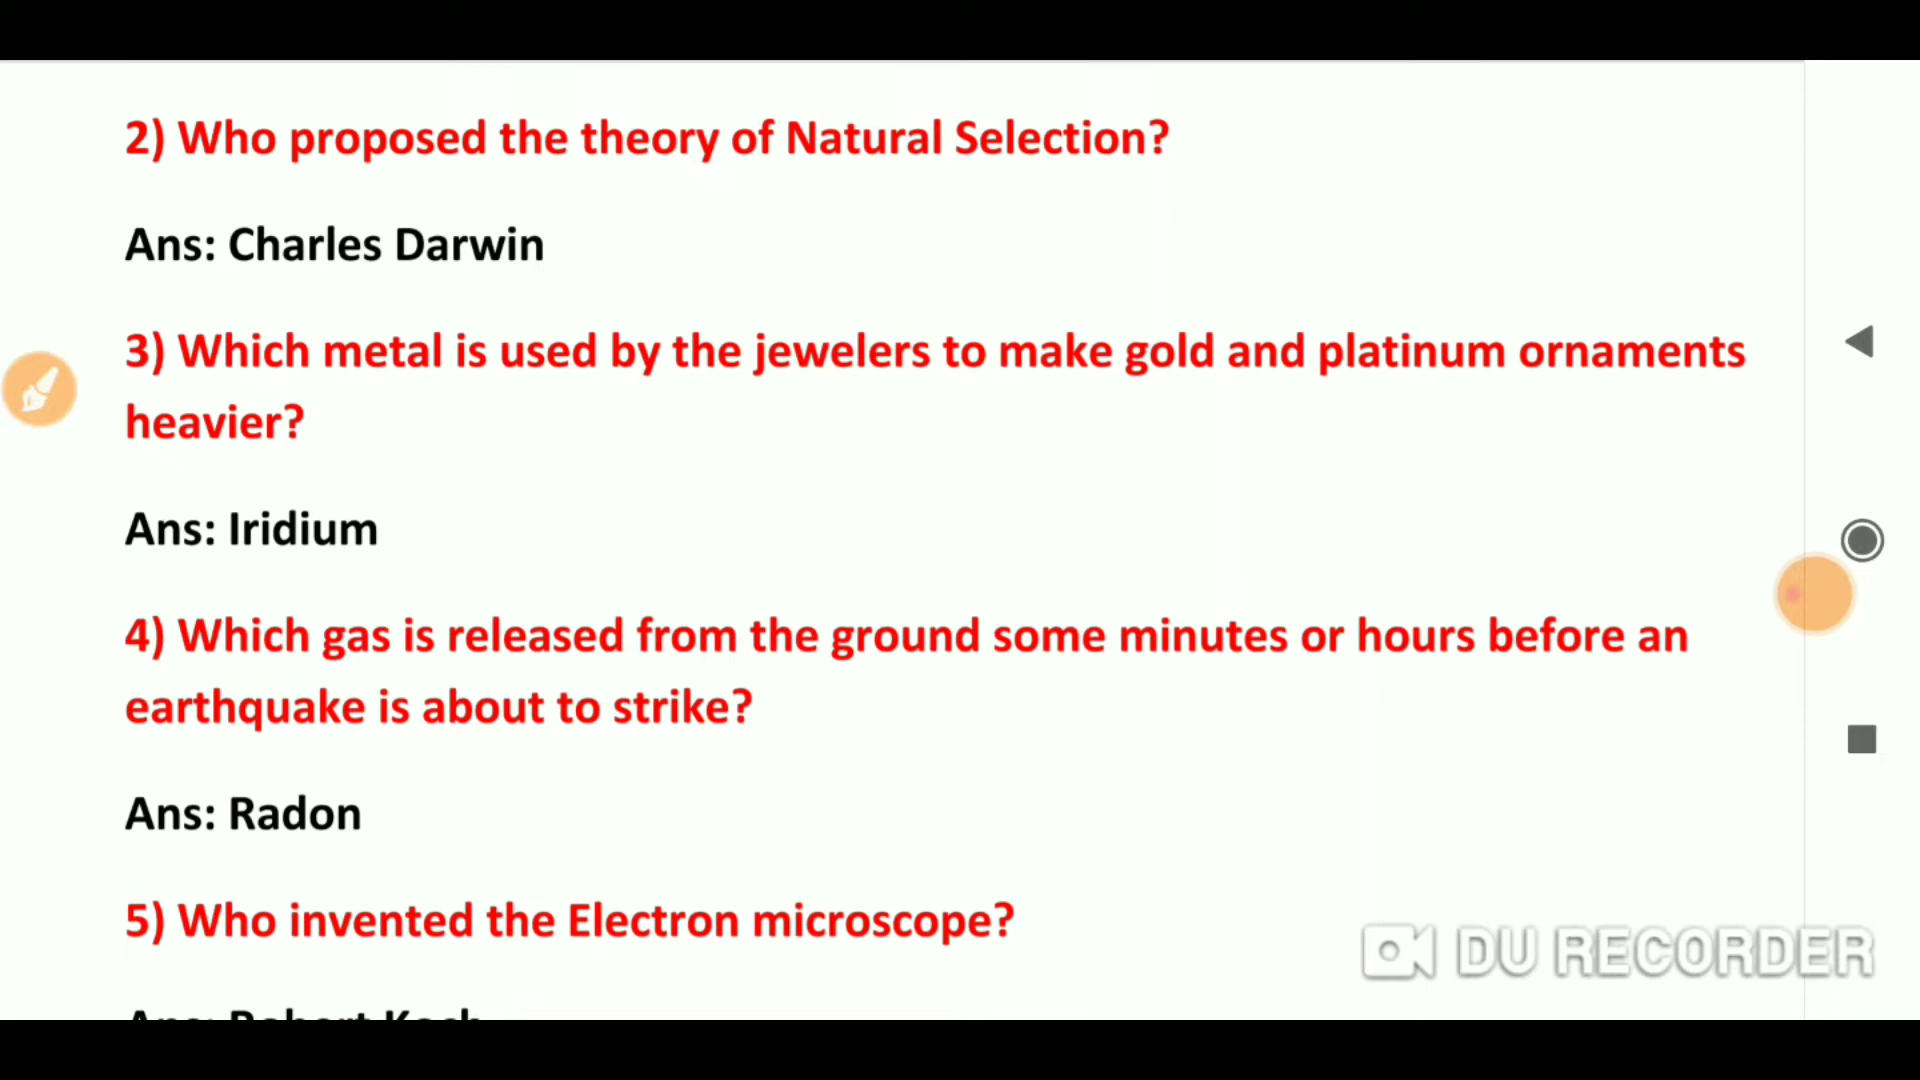 2) Who proposed the theory of Natural Selection?
Ans: Charles Darwin
3) Which metal is used by the jewelers to make gold and platinum ornaments
heavier?
Ans: Iridium
4) Which gas is released from the ground some minutes or hours before an
earthquake is about to strike?
Ans: Radon
5) Who invented the Electron microscope?
DU RECORDER
Ans: Robert Koch